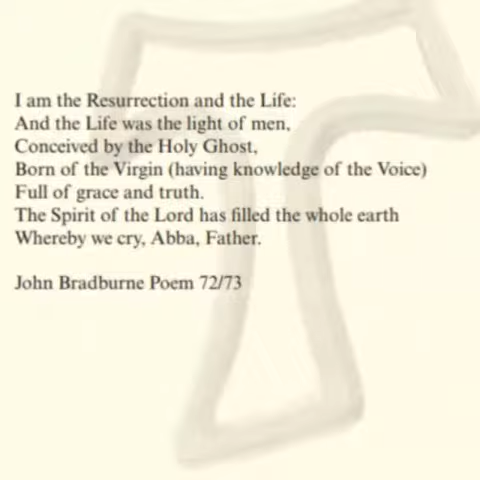 I am the Resurrection and the Life:
And the Life was the light of men,
Conceived by the Holy Ghost,
Born of the Virgin (having knowledge of the Voice)
Full of grace and truth.
The Spirit of the Lord has filled the whole earth
Whereby we cry, Abba, Father.
John Bradburne Poem 72/73